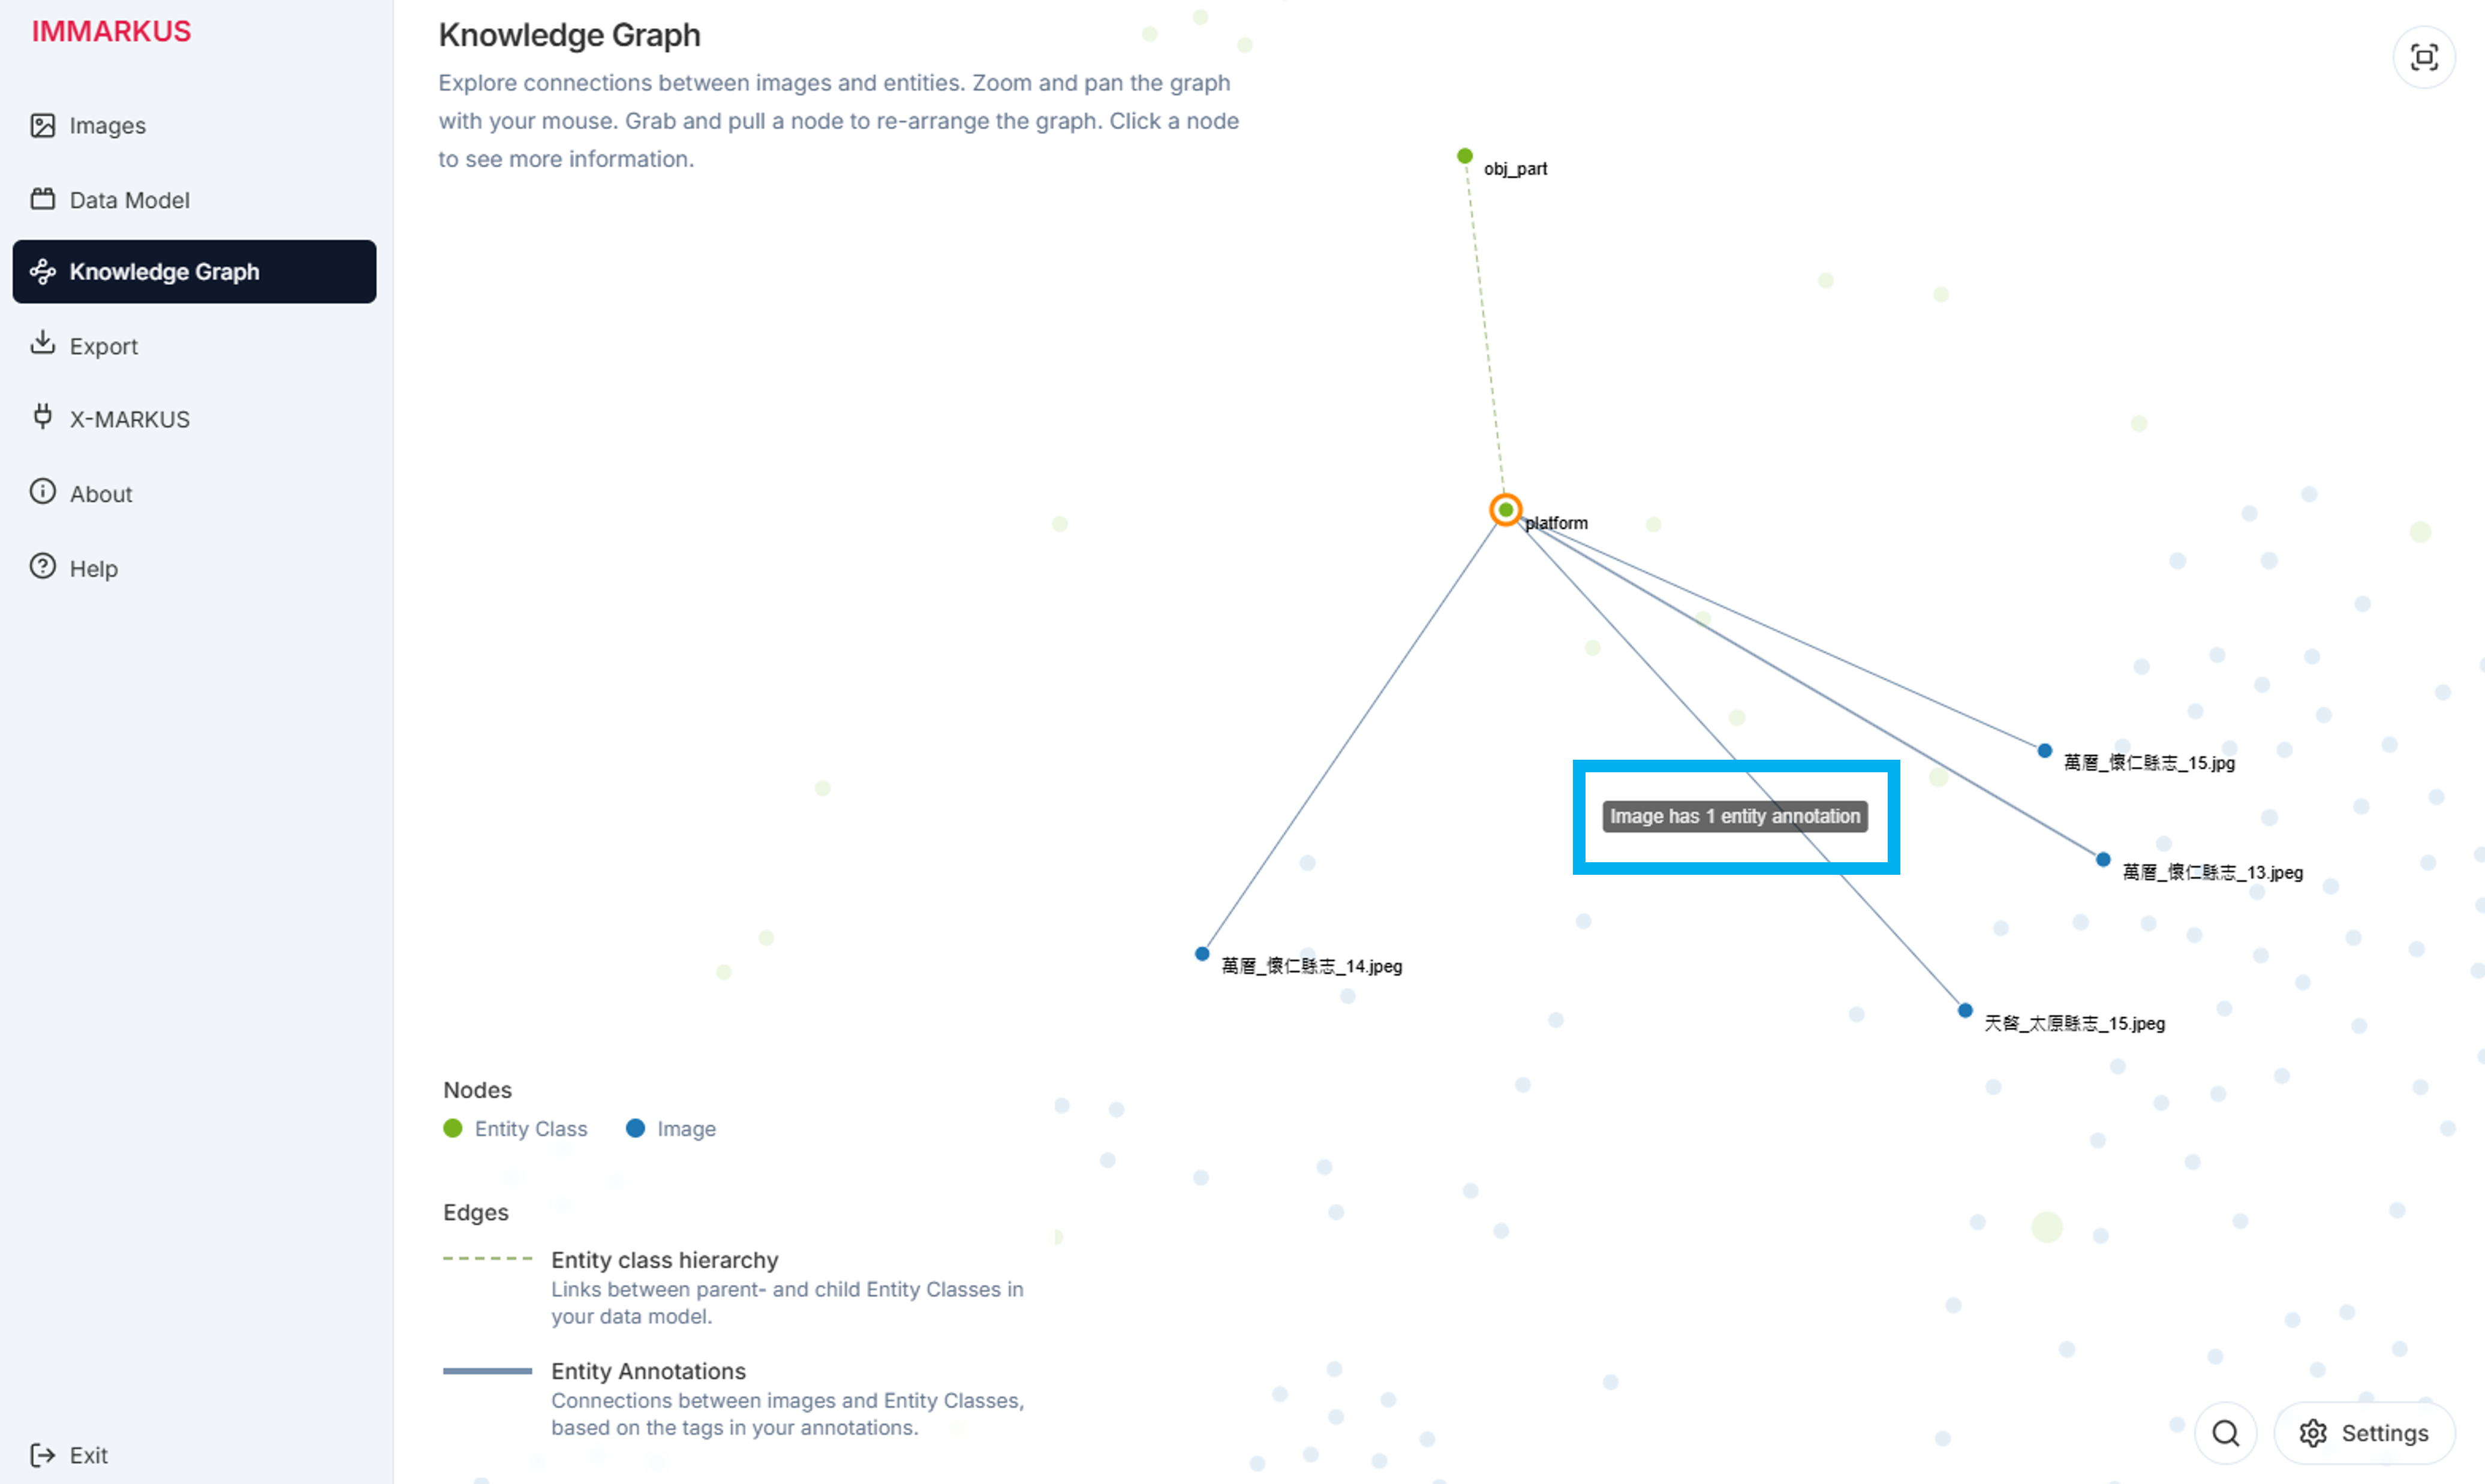 IMMARKUS
Images
Data Model
Knowledge Graph
Export
X-MARKUS
About
Help
Exit
Knowledge Graph
Explore connections between images and entities. Zoom and pan the graph
with your mouse. Grab and pull a node to re-arrange the graph. Click a node
to see more information.
obj_part
platform
萬曆_懷仁縣志_15.jpg
Image has 1 entity annotation
萬曆_懷仁縣志_13.jpeg
萬曆_懷仁縣志_14.jpeg
天啓_太原縣志_15.jpeg
Nodes
Entity Class
Image
Edges
Entity class hierarchy
Links between parent- and child Entity Classes in
your data model.
Entity Annotations
Connections between images and Entity Classes,
based on the tags in your annotations.
Settings